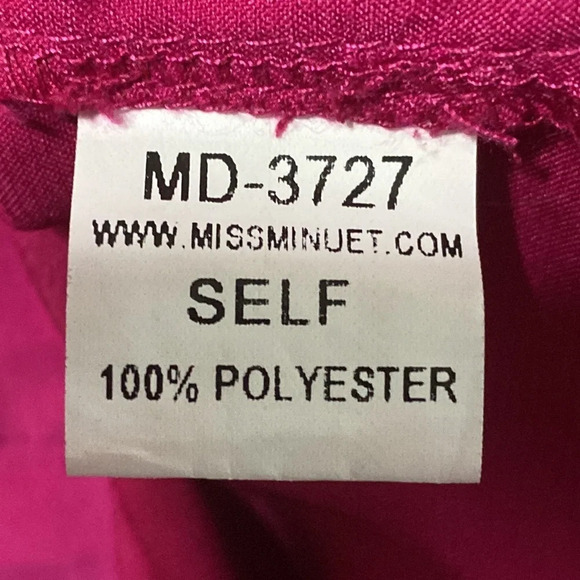 MD-3727
WWW.MISSMINUET.COM
SELF
100% POLYESTER